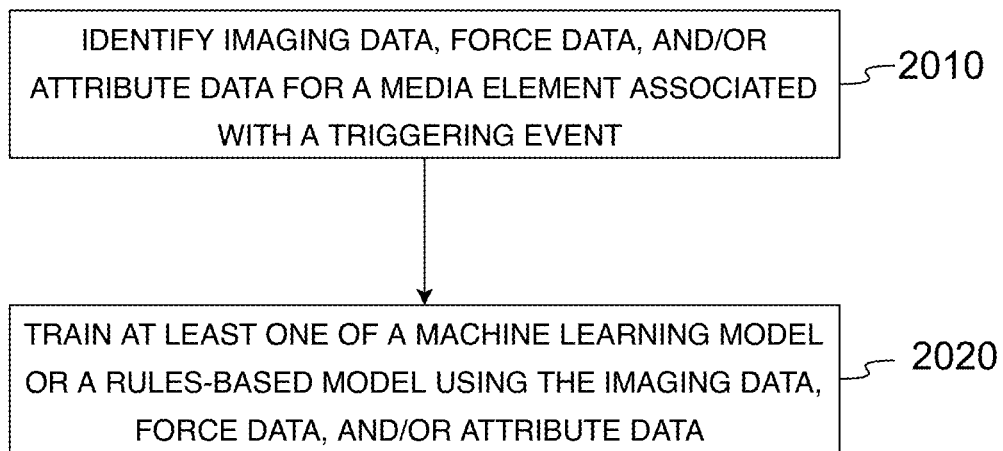 IDENTIFY IMAGING DATA, FORCE DATA, AND/OR
ATTRIBUTE DATA FOR A MEDIA ELEMENT ASSOCIATED
WITH A TRIGGERING EVENT
2010
TRAIN AT LEAST ONE OF A MACHINE LEARNING MODEL
OR A RULES-BASED MODEL USING THE IMAGING DATA,
FORCE DATA, AND/OR ATTRIBUTE DATA
2020